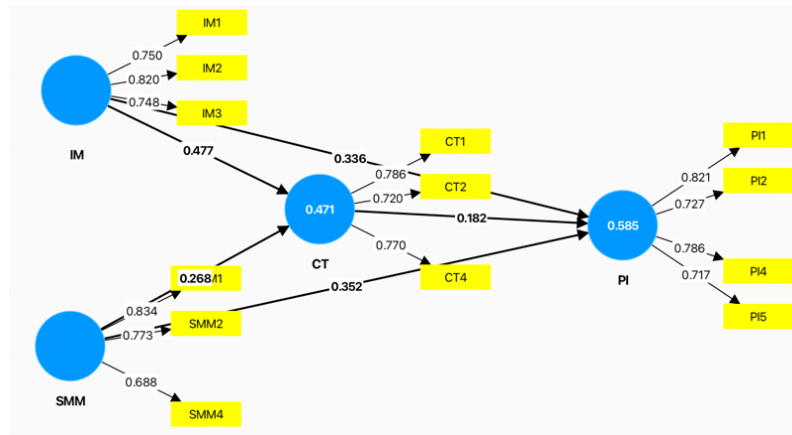 IM1
0.750
IM2
0.820
0.748
IM3
IM
0.477
0.336
CT1
0.786
CT2
0.720
0.471
0.182
CT
0.770
CT4
PI1
0.821
PI2
0.727
0.585
0.786
PI
PI4
0.717
PI5
0.268
0.834
0.352
SMM2
0.773
0.688
SMM
SMM4